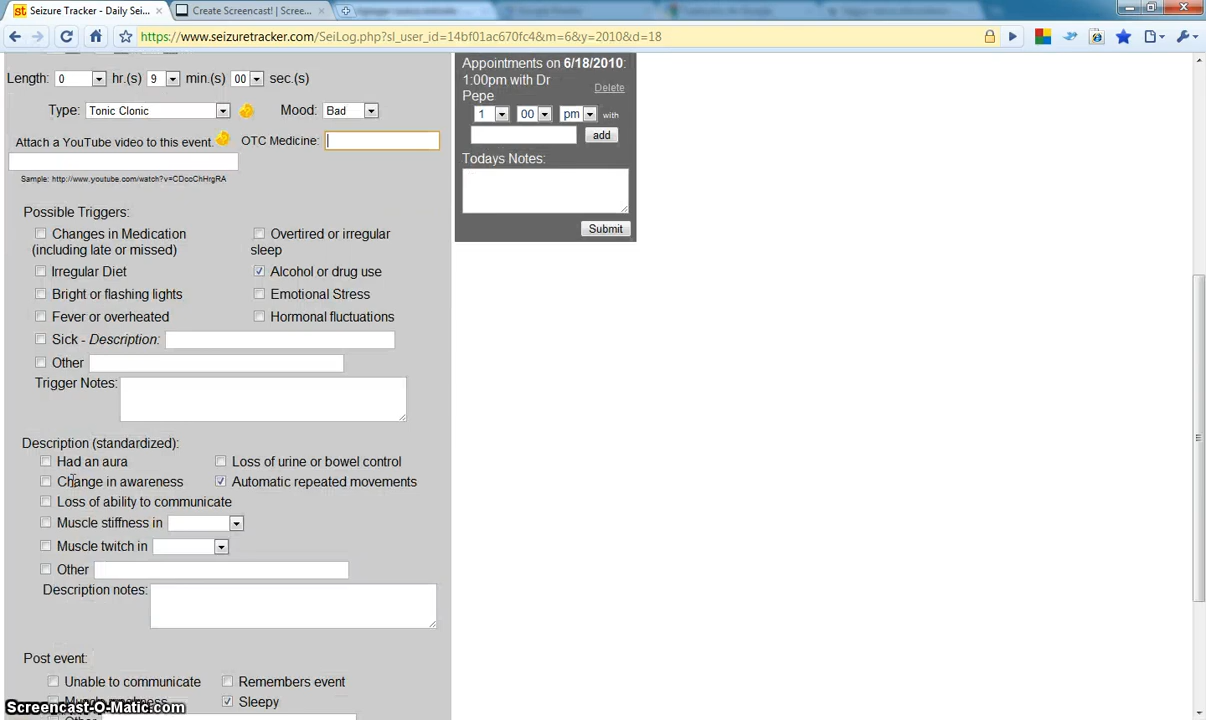 Seizure Tracker - Daily Sei...
Create Screencast! | Scree...
https://www.seizuretracker.com/SeiLog.php?sl_user_id=14bf01ac670fc4&m=6&y=2010&d=18
Length: 0 hr.(s) 9 min.(s) 00 sec.(s)
Type: Tonic Clonic Mood: Bad
Attach a YouTube video to this event. OTC Medicine:
Sample: http://www.youtube.com/watch?v=CDcoChHrgRA
Possible Triggers:
Changes in Medication
(including late or missed)
Overtired or irregular
sleep
Irregular Diet
Alcohol or drug use
Bright or flashing lights
Emotional Stress
Fever or overheated
Hormonal fluctuations
Sick - Description:
Other
Trigger Notes:
Description (standardized):
Had an aura
Loss of urine or bowel control
Change in awareness
Automatic repeated movements
Loss of ability to communicate
Muscle stiffness in
Muscle twitch in
Other
Description notes:
Post event:
Unable to communicate
Remembers event
Sleepy
Appointments on 6/18/2010:
1:00pm with Dr
Pepe
Delete
1 00 pm with
add
Todays Notes:
Submit
Screencast-O-Matic.com